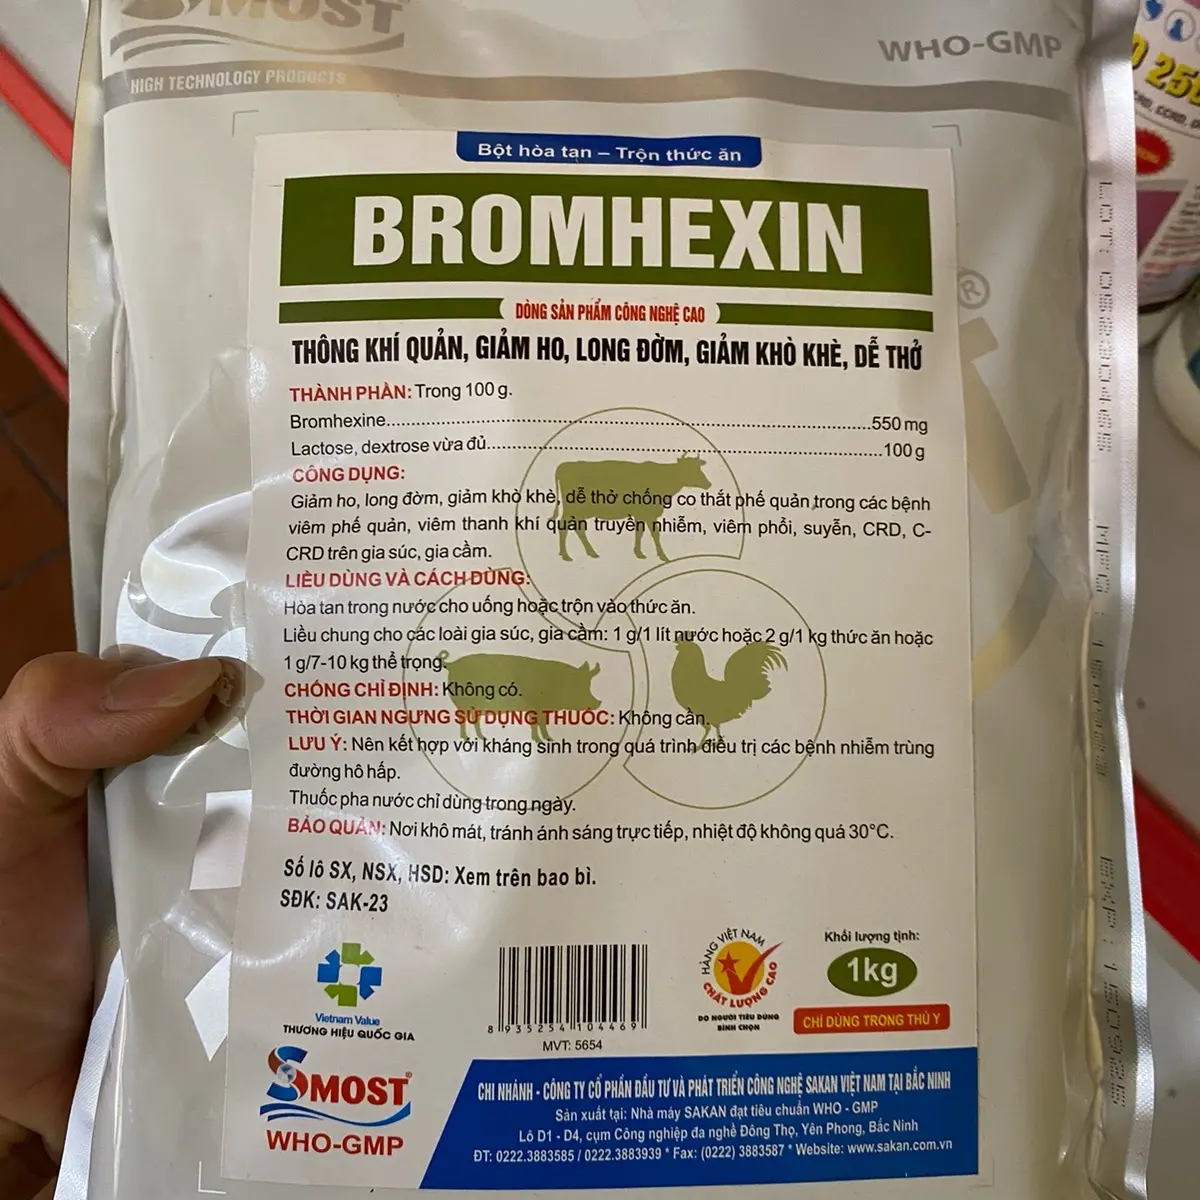 SMOST
HIGH TECHNOLOGY PRODUCTS
WHO-GMP
Bột hòa tan – Trộn thức ăn
BROMHEXIN
®
DÒNG SẢN PHẨM CÔNG NGHỆ CAO
THÔNG KHÍ QUẢN, GIẢM HO, LONG ĐỜM, GIẢM KHÒ KHÈ, DỄ THỞ
THÀNH PHẦN: Trong 100 g.
Bromhexine.....550 mg
Lactose, dextrose vừa đủ.....100 g
CÔNG DỤNG:
Giảm ho, long đờm, giảm khò khè, dễ thở chống co thắt phế quản trong các bệnh
viêm phế quản, viêm thanh khí quản truyền nhiễm, viêm phổi, suyễn, CRD, C-
CRD trên gia súc, gia cầm.
LIỀU DÙNG VÀ CÁCH DÙNG:
Hòa tan trong nước cho uống hoặc trộn vào thức ăn.
Liều chung cho các loài gia súc, gia cầm: 1 g/1 lít nước hoặc 2 g/1 kg thức ăn hoặc
1 g/7-10 kg thể trọng.
CHỐNG CHỈ ĐỊNH: Không có.
THỜI GIAN NGƯNG SỬ DỤNG THUỐC: Không cần.
LƯU Ý: Nên kết hợp với kháng sinh trong quá trình điều trị các bệnh nhiễm trùng
đường hô hấp.
Thuốc pha nước chỉ dùng trong ngày.
BẢO QUẢN: Nơi khô mát, tránh ánh sáng trực tiếp, nhiệt độ không quá 30°C.
Số lô SX, NSX, HSD: Xem trên bao bì.
SĐK: SAK-23
Vietnam Value
THƯƠNG HIỆU QUỐC GIA
8 935254 104469
MVT: 5654
HÀNG VIỆT NAM
CHẤT LƯỢNG CAO
DO NGƯỜI TIÊU DÙNG
BÌNH CHỌN
Khối lượng tịnh:
1kg
CHỈ DÙNG TRONG THÚ Y
SMOST®
WHO-GMP
CHI NHÁNH - CÔNG TY CỔ PHẦN ĐẦU TƯ VÀ PHÁT TRIỂN CÔNG NGHỆ SAKAN VIỆT NAM TẠI BẮC NINH
Sản xuất tại: Nhà máy SAKAN đạt tiêu chuẩn WHO - GMP
Lô D1 - D4, cụm Công nghiệp đa nghề Đông Thọ, Yên Phong, Bắc Ninh
ĐT: 0222.3883585 / 0222.3883939 * Fax: (0222) 3883587 * Website: www.sakan.com.vn